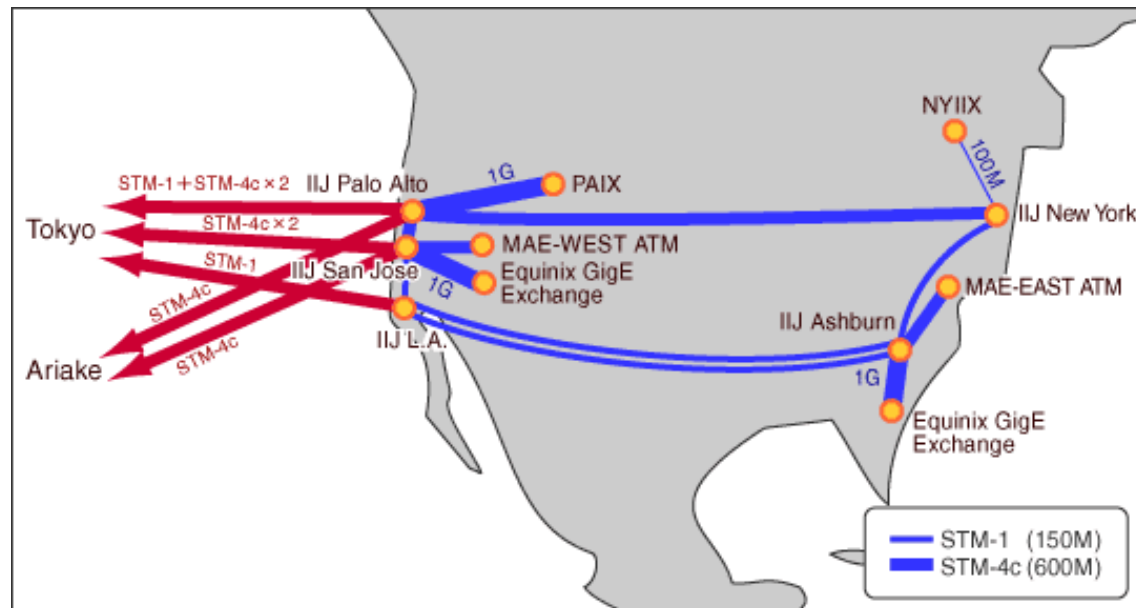 NYIIX
100M
STM-1+STM-4c×2
IIJ Palo Alto
1G
PAIX
IIJ New York
Tokyo
STM-4c×2
MAE-WEST ATM
STM-1
IIJ San Jose
1G
Equinix GigE
Exchange
MAE-EAST ATM
STM-4c
IIJ L.A.
IIJ Ashburn
STM-4c
Ariake
1G
Equinix GigE
Exchange
STM-1 (150M)
STM-4c (600M)